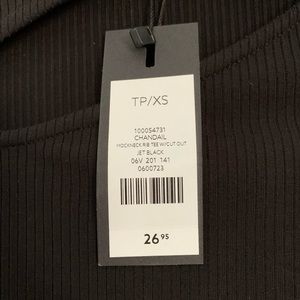 TP/XS
100054731
CHANDAIL
MOCKNECK RIB TEE W/CUT OUT
JET BLACK
06V 201 141
0600723
26 95